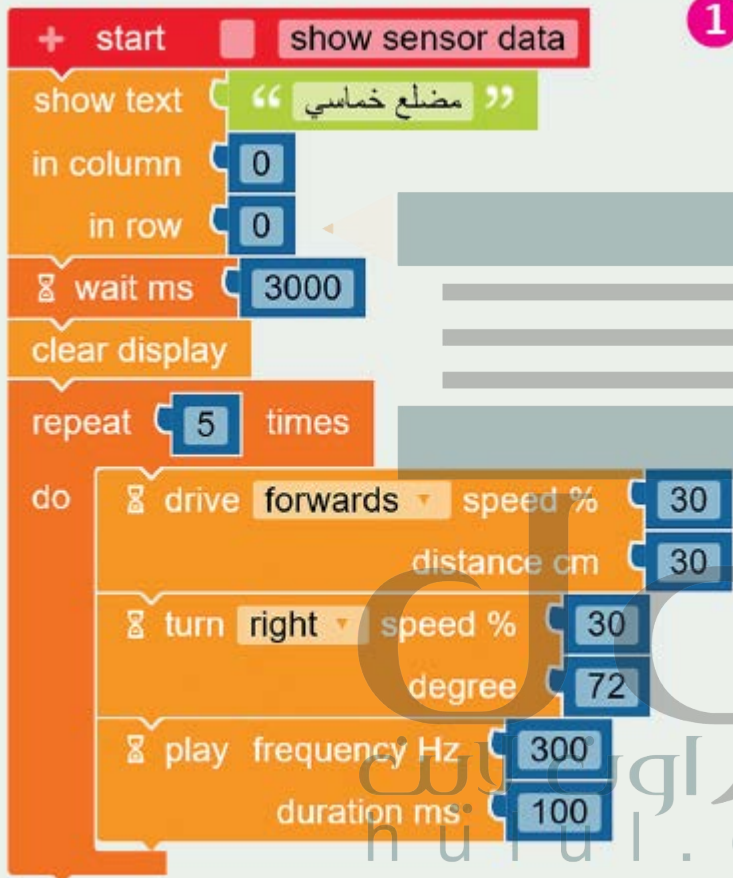 1
+ start show sensor data
show text “ مضلع خماسي ”
in column 0
in row 0
wait ms 3000
clear display
repeat 5 times
do drive forwards speed % 30
distance cm 30
turn right speed % 30
degree 72
play frequency Hz 300
duration ms 100